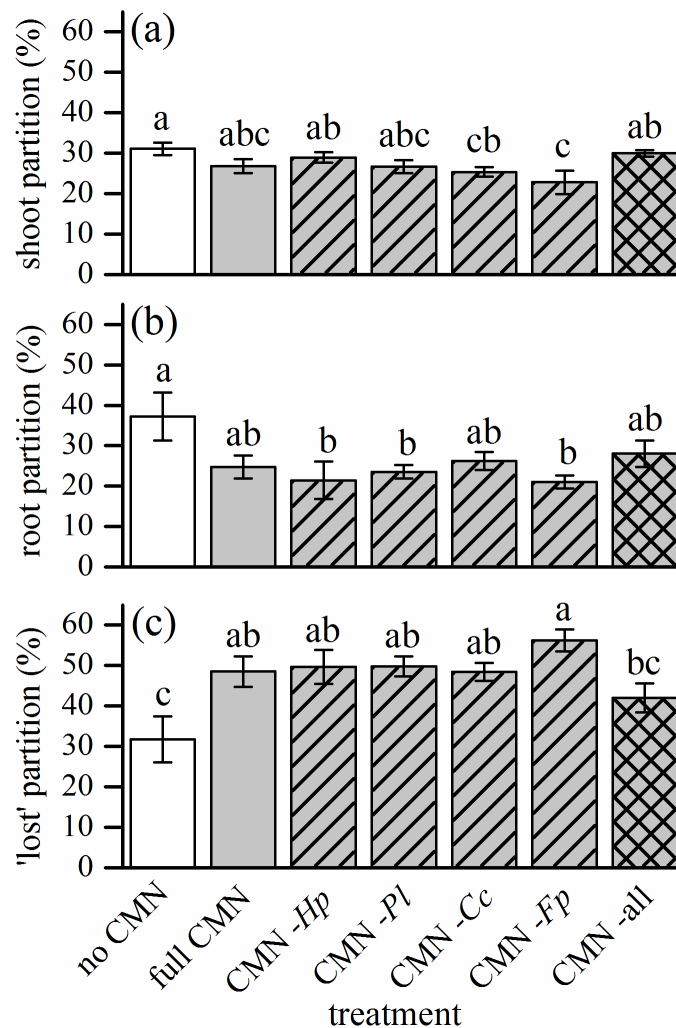 (a)
shoot partition (%)
60
50
40
30
20
10
0
a
abc
ab
abc
cb
c
ab
(b)
root partition (%)
60
50
40
30
20
10
0
a
ab
b
b
ab
b
ab
(c)
'lost' partition (%)
60
50
40
30
20
10
0
c
ab
ab
ab
ab
a
bc
no CMN
full CMN
CMN -Hp
CMN -Pl
CMN -Cc
CMN -Fp
CMN -all
treatment